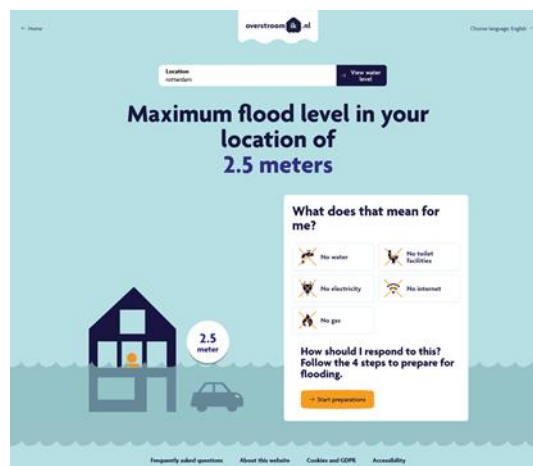 ← Home
overstroom ik .nl
Choose language: English
Location
rotterdam
→ View water
level
Maximum flood level in your
location of
2.5 meters
What does that mean for
me?
No water
No toilet
facilities
No electricity
No internet
No gas
2.5
meter
How should I respond to this?
Follow the 4 steps to prepare for
flooding.
→ Start preparations
Frequently asked questions
About this website
Cookies and GDPR
Accessibility